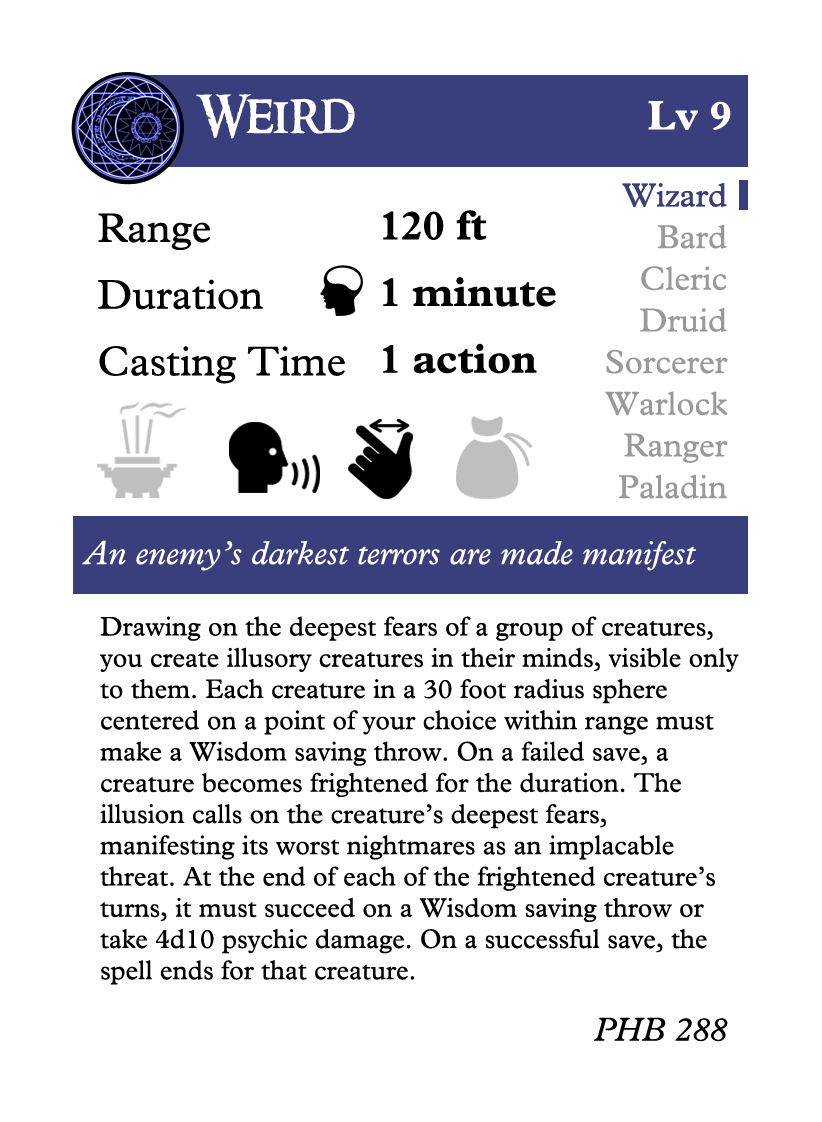 WEIRD
Lv 9
Range 120 ft
Duration 1 minute
Casting Time 1 action
Wizard
Bard
Cleric
Druid
Sorcerer
Warlock
Ranger
Paladin
An enemy’s darkest terrors are made manifest
Drawing on the deepest fears of a group of creatures,
you create illusory creatures in their minds, visible only
to them. Each creature in a 30 foot radius sphere
centered on a point of your choice within range must
make a Wisdom saving throw. On a failed save, a
creature becomes frightened for the duration. The
illusion calls on the creature’s deepest fears,
manifesting its worst nightmares as an implacable
threat. At the end of each of the frightened creature’s
turns, it must succeed on a Wisdom saving throw or
take 4d10 psychic damage. On a successful save, the
spell ends for that creature.
PHB 288